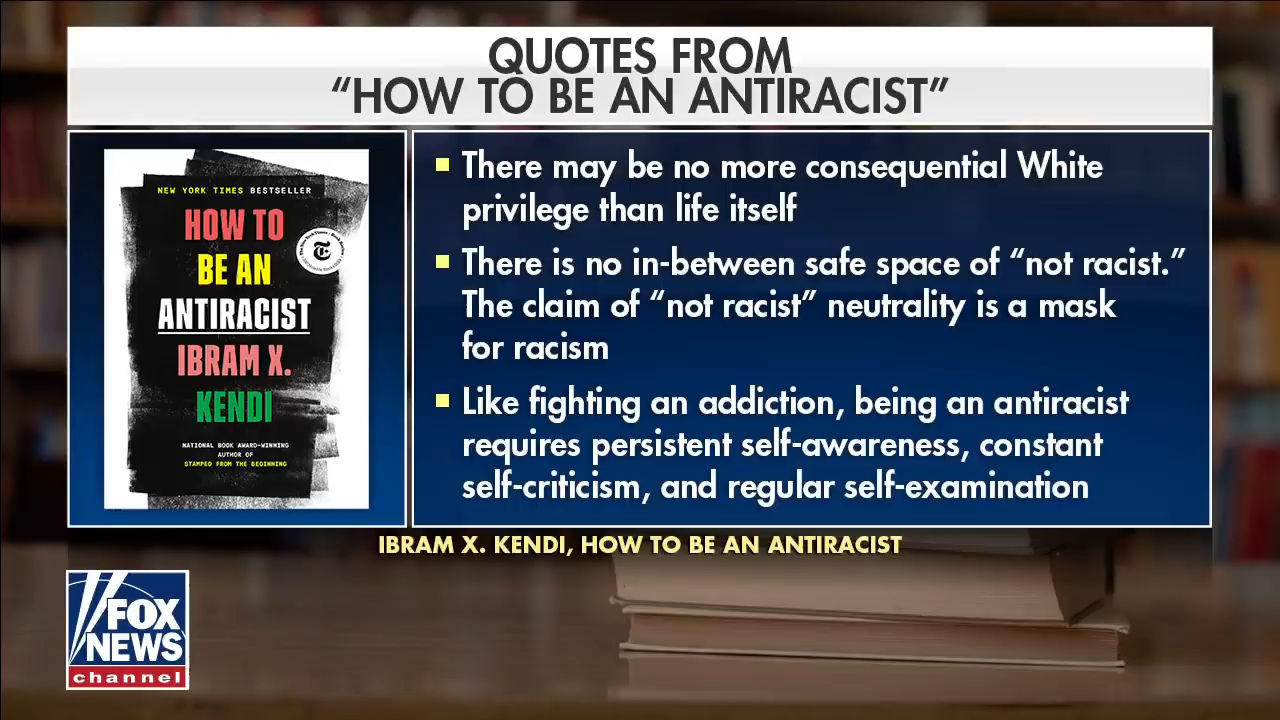 QUOTES FROM
“HOW TO BE AN ANTIRACIST”
NEW YORK TIMES BESTSELLER
HOW TO
BE AN
ANTIRACIST
IBRAM X.
KENDI
NATIONAL BOOK AWARD-WINNING
AUTHOR OF
STAMPED FROM THE BEGINNING
There may be no more consequential White
privilege than life itself
There is no in-between safe space of “not racist.”
The claim of “not racist” neutrality is a mask
for racism
Like fighting an addiction, being an antiracist
requires persistent self-awareness, constant
self-criticism, and regular self-examination
IBRAM X. KENDI, HOW TO BE AN ANTIRACIST
FOX
NEWS
channel